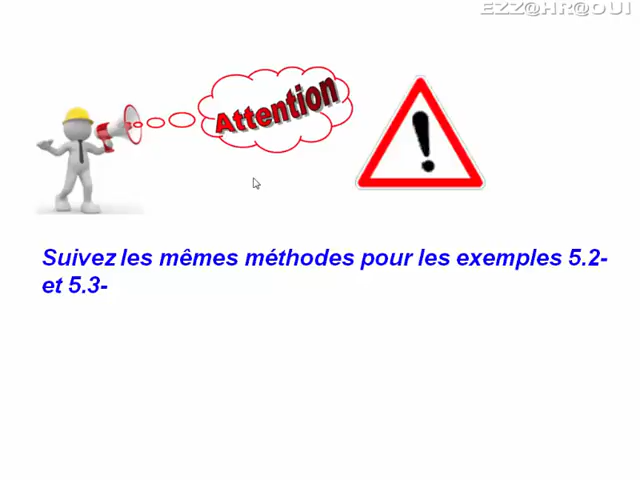 EZZ@HR@OUI
Attention
Suivez les mêmes méthodes pour les exemples 5.2-
et 5.3-